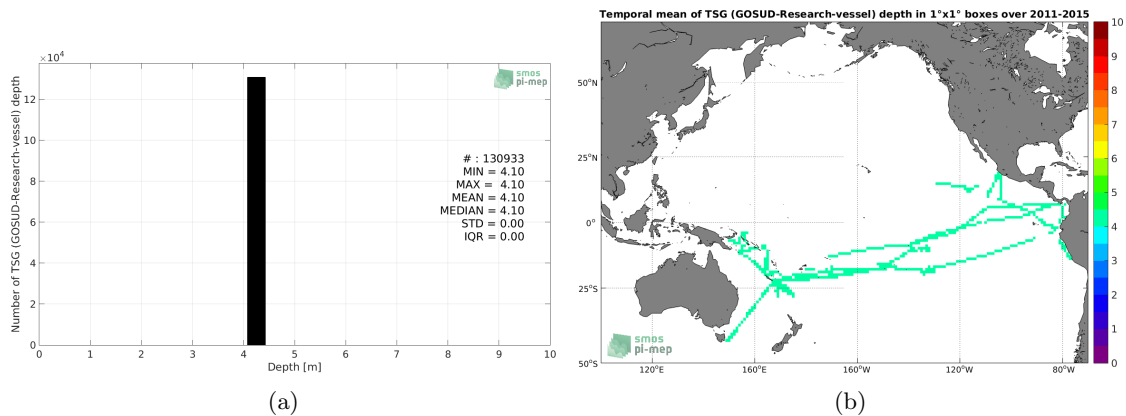 ×10⁴
12
10
8
6
4
2
0
Number of TSG (GOSUD-Research-vessel) depth
smos
pi-mep
# : 130933
MIN = 4.10
MAX = 4.10
MEAN = 4.10
MEDIAN = 4.10
STD = 0.00
IQR = 0.00
0 1 2 3 4 5 6 7 8 9 10
Depth [m]
(a)
Temporal mean of TSG (GOSUD-Research-vessel) depth in 1°x1° boxes over 2011-2015
50°N
25°N
0°
25°S
50°S
smos
pi-mep
120°E 160°E 160°W 120°W 80°W
10
9
8
7
6
5
4
3
2
1
0
(b)